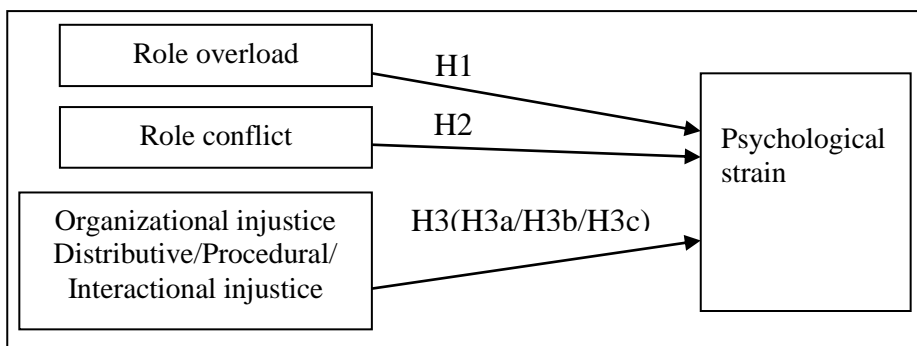 Role overload
H1
Role conflict
H2
Psychological
strain
Organizational injustice
Distributive/Procedural/
Interactional injustice
H3(H3a/H3b/H3c)